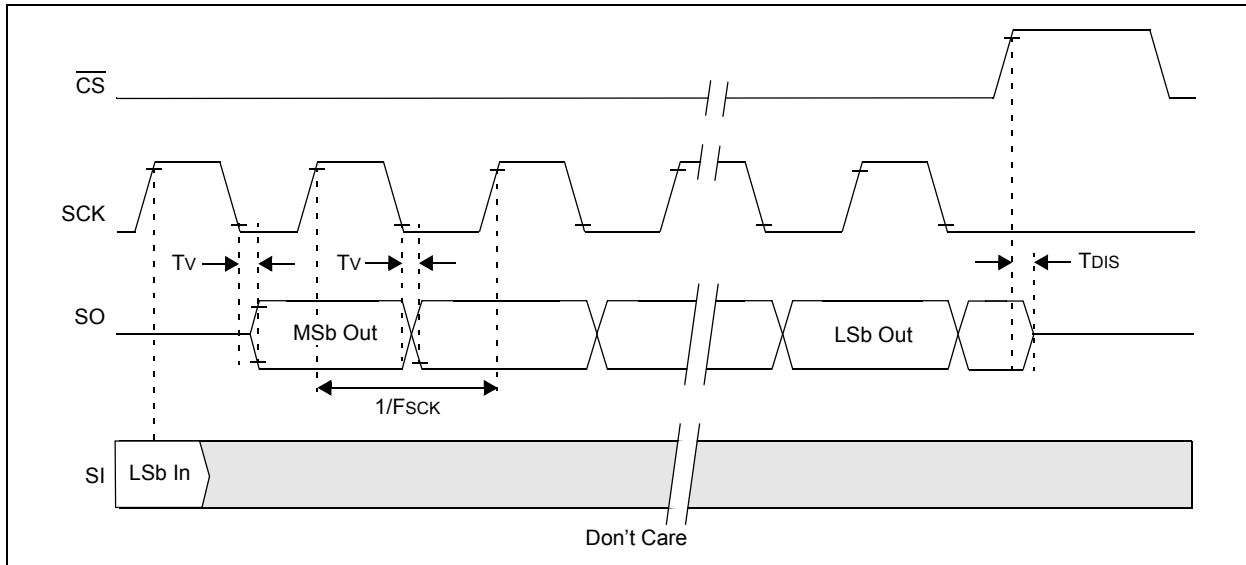 CS
SCK
TV
TV
TDIS
SO
MSb Out
LSb Out
1/FSCK
SI
LSb In
Don't Care